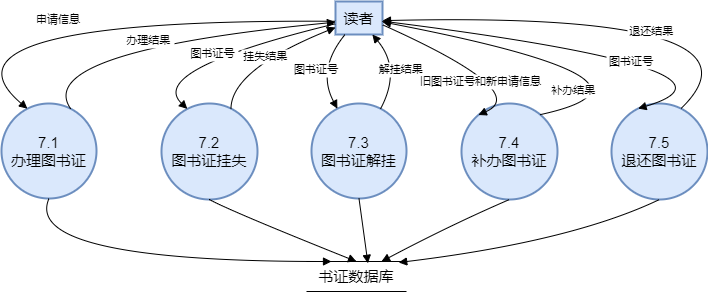 读者
申请信息
办理结果
图书证号
挂失结果
图书证号
解挂结果
旧图书证号和新申请信息
补办结果
图书证号
退还结果
7.1
办理图书证
7.2
图书证挂失
7.3
图书证解挂
7.4
补办图书证
7.5
退还图书证
书证数据库